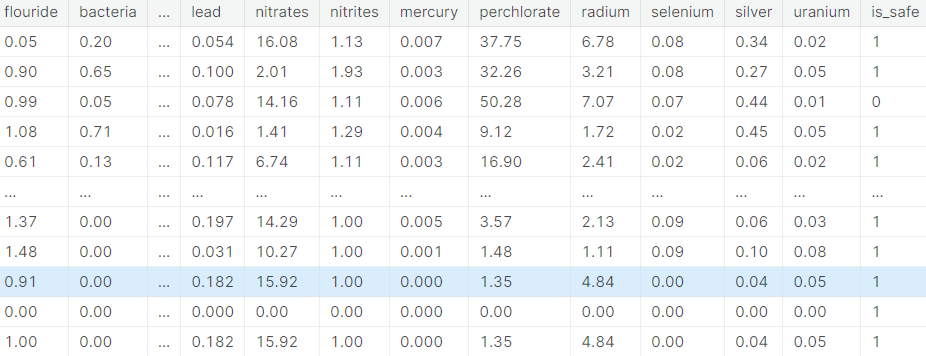 flouride bacteria ... lead nitrates nitrites mercury perchlorate radium selenium silver uranium is_safe
0.05 0.20 ... 0.054 16.08 1.13 0.007 37.75 6.78 0.08 0.34 0.02 1
0.90 0.65 ... 0.100 2.01 1.93 0.003 32.26 3.21 0.08 0.27 0.05 1
0.99 0.05 ... 0.078 14.16 1.11 0.006 50.28 7.07 0.07 0.44 0.01 0
1.08 0.71 ... 0.016 1.41 1.29 0.004 9.12 1.72 0.02 0.45 0.05 1
0.61 0.13 ... 0.117 6.74 1.11 0.003 16.90 2.41 0.02 0.06 0.02 1
... ... ... ... ... ... ... ... ... ... ... ... ...
1.37 0.00 ... 0.197 14.29 1.00 0.005 3.57 2.13 0.09 0.06 0.03 1
1.48 0.00 ... 0.031 10.27 1.00 0.001 1.48 1.11 0.09 0.10 0.08 1
0.91 0.00 ... 0.182 15.92 1.00 0.000 1.35 4.84 0.00 0.04 0.05 1
0.00 0.00 ... 0.000 0.00 0.00 0.000 0.00 0.00 0.00 0.00 0.00 1
1.00 0.00 ... 0.182 15.92 1.00 0.000 1.35 4.84 0.00 0.04 0.05 1